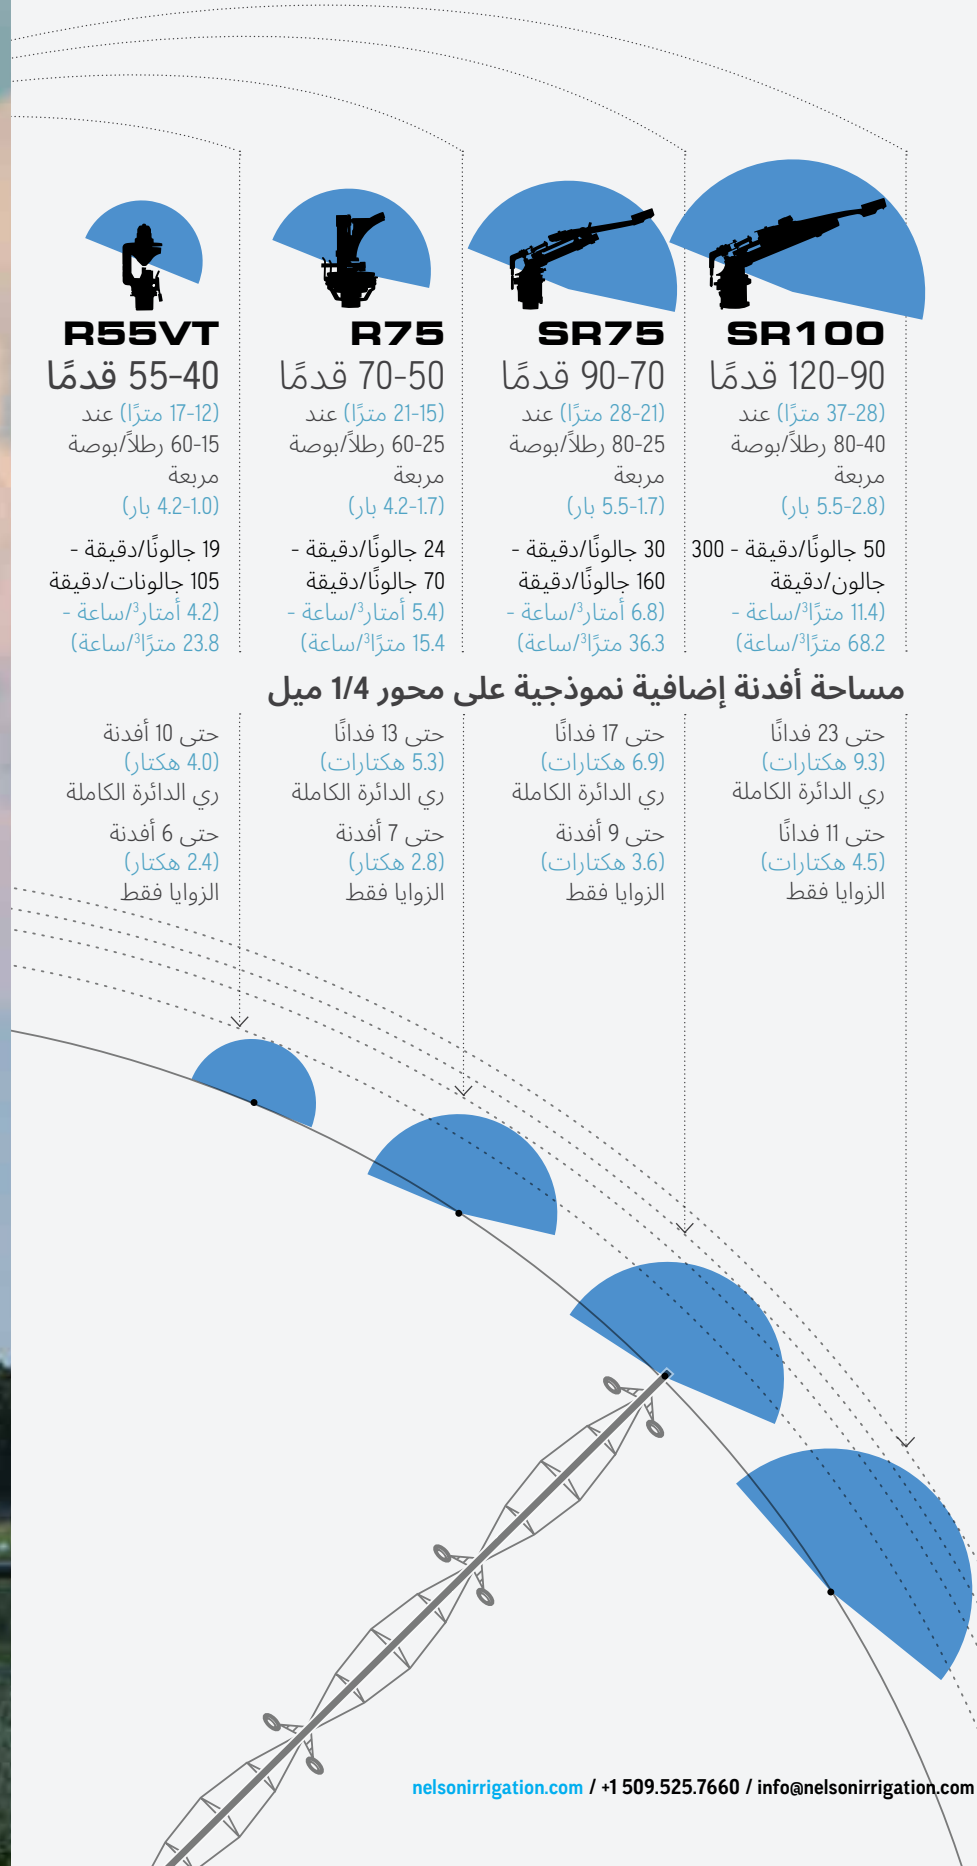 SR100
90-120 قدمًا
(28-37 مترًا) عند
40-80 رطلاً/بوصة
مربعة
(2.8-5.5 بار)
50 جالونًا/دقيقة - 300
جالون/دقيقة
(11.4 مترًا³/ساعة -
68.2 مترًا³/ساعة)
SR75
70-90 قدمًا
(21-28 مترًا) عند
25-80 رطلاً/بوصة
مربعة
(1.7-5.5 بار)
30 جالونًا/دقيقة -
160 جالونًا/دقيقة
(6.8 أمتار³/ساعة -
36.3 مترًا³/ساعة)
R75
50-70 قدمًا
(15-21 مترًا) عند
25-60 رطلاً/بوصة
مربعة
(1.7-4.2 بار)
24 جالونًا/دقيقة -
70 جالونًا/دقيقة
(5.4 أمتار³/ساعة -
15.4 مترًا³/ساعة)
R55VT
40-55 قدمًا
(12-17 مترًا) عند
15-60 رطلاً/بوصة
مربعة
(1.0-4.2 بار)
19 جالونًا/دقيقة -
105 جالونات/دقيقة
(4.2 أمتار³/ساعة -
23.8 مترًا³/ساعة)
مساحة أفدنة إضافية نموذجية على محور 1/4 ميل
حتى 23 فدانًا
(9.3 هكتارات)
ري الدائرة الكاملة
حتى 11 فدانًا
(4.5 هكتارات)
الزوايا فقط
حتى 17 فدانًا
(6.9 هكتارات)
ري الدائرة الكاملة
حتى 9 أفدنة
(3.6 هكتارات)
الزوايا فقط
حتى 13 فدانًا
(5.3 هكتارات)
ري الدائرة الكاملة
حتى 7 أفدنة
(2.8 هكتار)
الزوايا فقط
حتى 10 أفدنة
(4.0 هكتار)
ري الدائرة الكاملة
حتى 6 أفدنة
(2.4 هكتار)
الزوايا فقط
nelsonirrigation.com / +1 509.525.7660 / info@nelsonirrigation.com